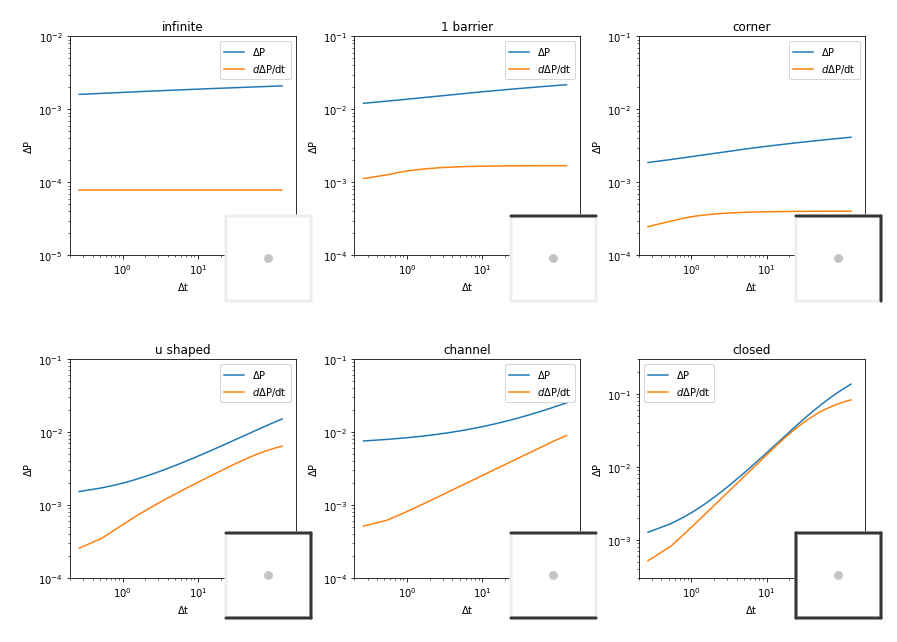 infinite
10⁻²
ΔP
dΔP/dt
10⁻³
ΔP
10⁻⁴
10⁻⁵
10⁰
10¹
Δt
1 barrier
10⁻¹
ΔP
dΔP/dt
10⁻²
ΔP
10⁻³
10⁻⁴
10⁰
10¹
Δt
corner
10⁻¹
ΔP
dΔP/dt
10⁻²
ΔP
10⁻³
10⁻⁴
10⁰
10¹
Δt
u shaped
10⁻¹
ΔP
dΔP/dt
10⁻²
ΔP
10⁻³
10⁻⁴
10⁰
10¹
Δt
channel
10⁻¹
ΔP
dΔP/dt
10⁻²
ΔP
10⁻³
10⁻⁴
10⁰
10¹
Δt
closed
ΔP
dΔP/dt
10⁻¹
10⁻²
ΔP
10⁻³
10⁰
10¹
Δt